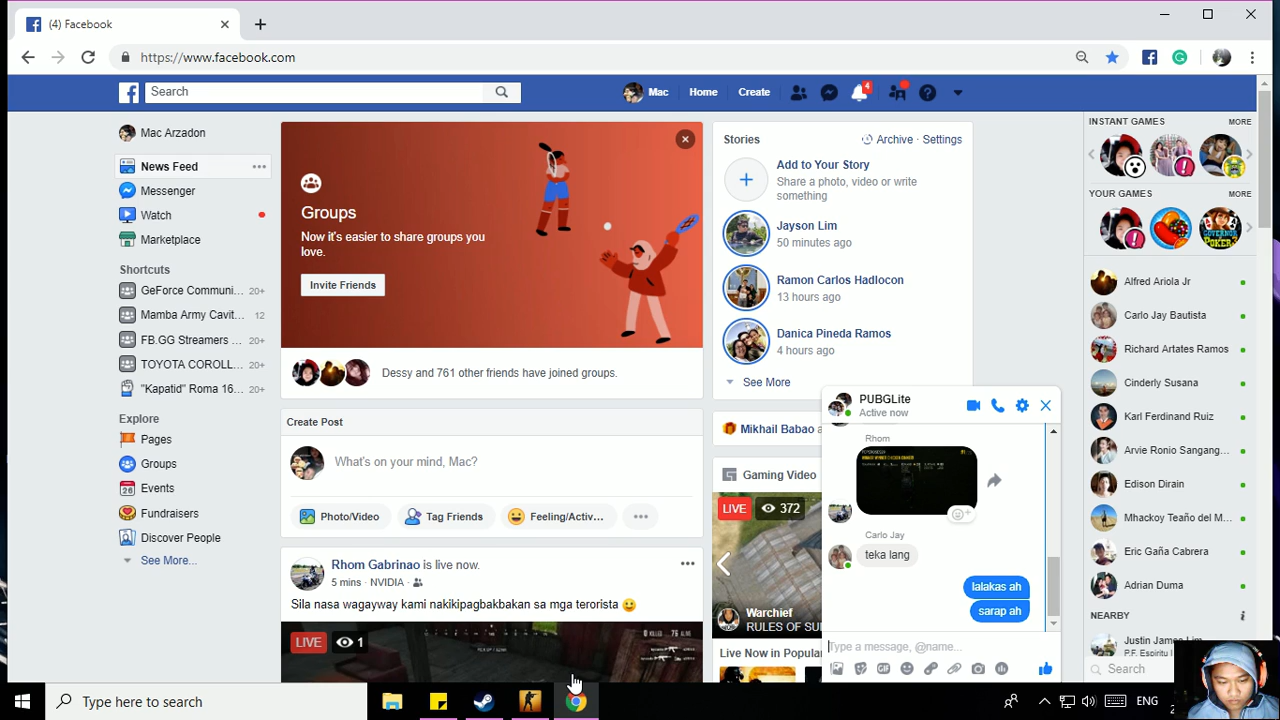 (4) Facebook
https://www.facebook.com
Search
Mac
Home
Create
4
Mac Arzadon
News Feed
Messenger
Watch
Marketplace
Shortcuts
GeForce Communi... 20+
Mamba Army Cavit... 12
FB.GG Streamers ... 20+
TOYOTA COROLL... 20+
"Kapatid" Roma 16... 20+
Explore
Pages
Groups
Events
Fundraisers
Discover People
See More...
Groups
Now it's easier to share groups you
love.
Invite Friends
Dessy and 761 other friends have joined groups.
Create Post
What's on your mind, Mac?
Photo/Video
Tag Friends
Feeling/Activ...
Rhom Gabrinao is live now.
5 mins · NVIDIA ·
Sila nasa wagayway kami nakikipagbakbakan sa mga terorista
LIVE
1
Stories
Archive · Settings
Add to Your Story
Share a photo, video or write
something
Jayson Lim
50 minutes ago
Ramon Carlos Hadlocon
13 hours ago
Danica Pineda Ramos
4 hours ago
See More
Mikhail Babao
Gaming Video
LIVE
372
Warchief
RULES OF SU
Live Now in Popula
PUBGLite
Active now
Rhom
Carlo Jay
teka lang
lalakas ah
sarap ah
Type a message, @name...
INSTANT GAMES
MORE
YOUR GAMES
MORE
Alfred Ariola Jr
Carlo Jay Bautista
Richard Artates Ramos
Cinderly Susana
Karl Ferdinand Ruiz
Arvie Ronio Sangang...
Edison Dirain
Mhackoy Teaño del M...
Eric Gaña Cabrera
Adrian Duma
NEARBY
Justin James Lim
P.F. Espiritu
Search
Type here to search
ENG